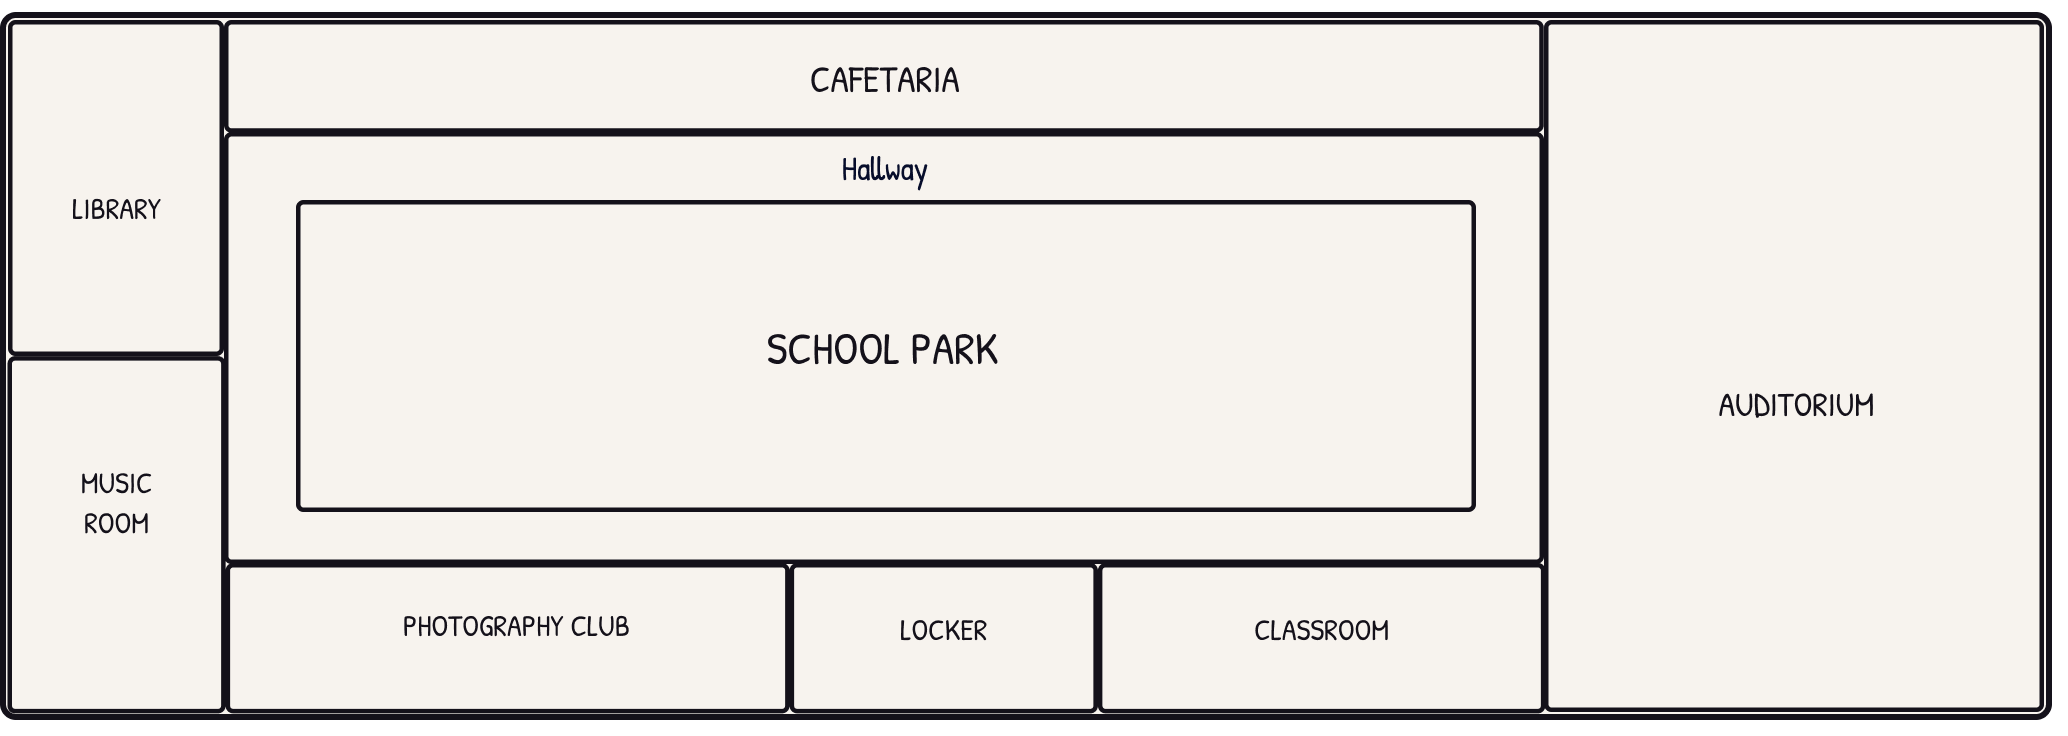 CAFETARIA
Hallway
LIBRARY
SCHOOL PARK
AUDITORIUM
MUSIC
ROOM
PHOTOGRAPHY CLUB
LOCKER
CLASSROOM